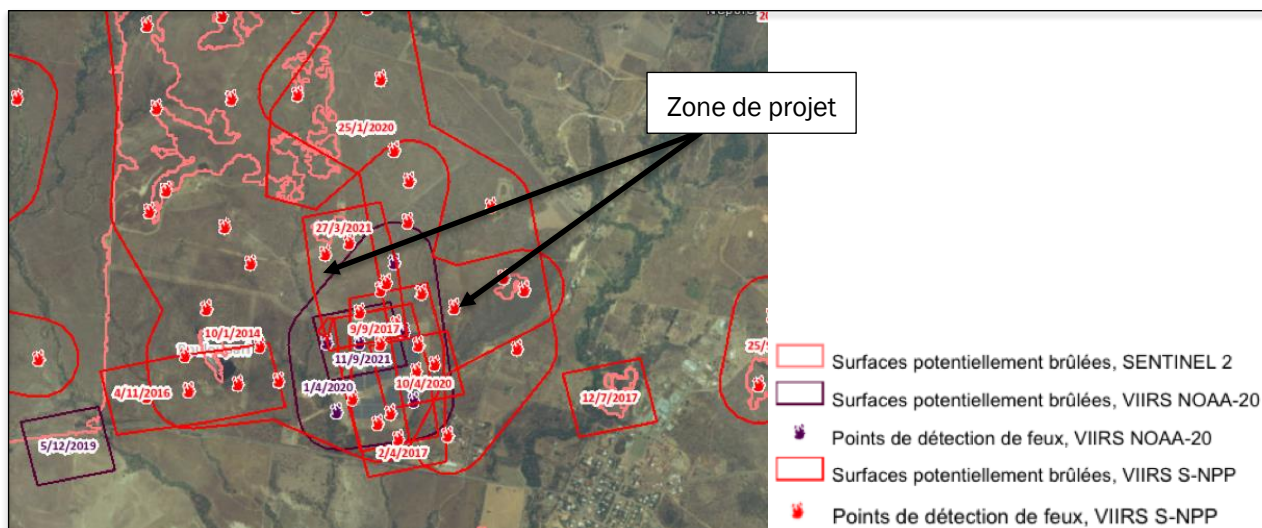 Zone de projet
25/1/2020
27/3/2021
10/1/2014
9/9/2017
11/9/2021
1/4/2020
10/4/2020
4/11/2016
12/7/2017
5/12/2019
2/4/2017
Surfaces potentiellement brûlées, SENTINEL 2
Surfaces potentiellement brûlées, VIIRS NOAA-20
Points de détection de feux, VIIRS NOAA-20
Surfaces potentiellement brûlées, VIIRS S-NPP
Points de détection de feux, VIIRS S-NPP